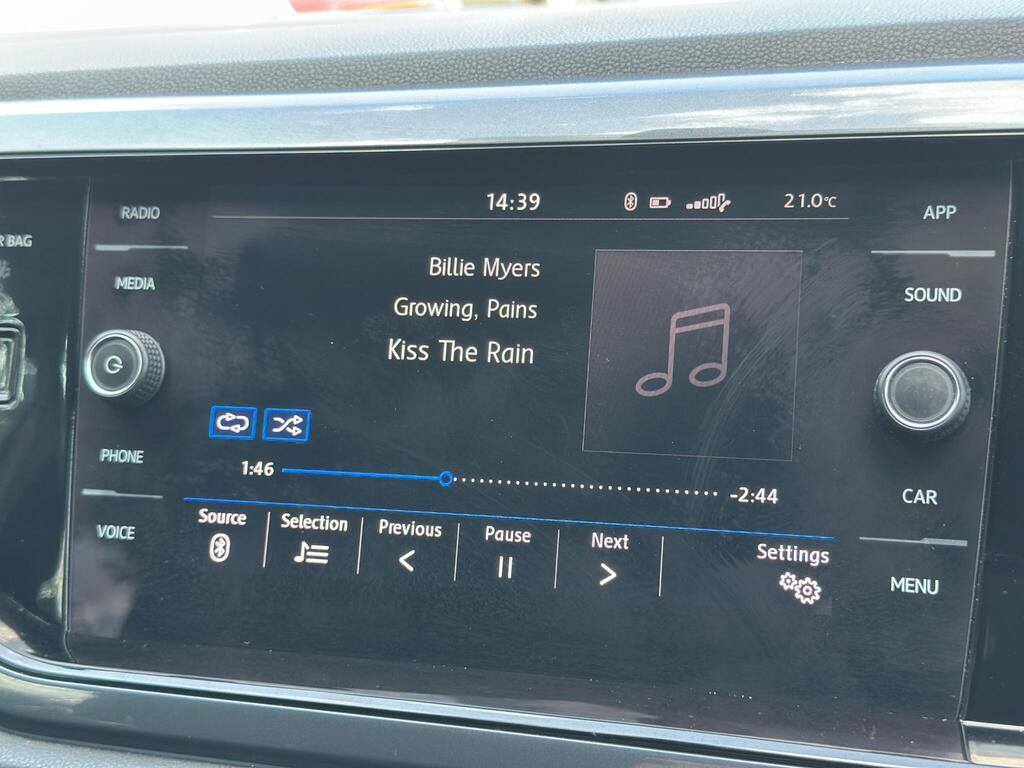 14:39
21.0°C
RADIO
APP
R BAG
MEDIA
SOUND
Billie Myers
Growing, Pains
Kiss The Rain
PHONE
1:46
-2:44
CAR
VOICE
Source
Selection
Previous
Pause
Next
Settings
MENU